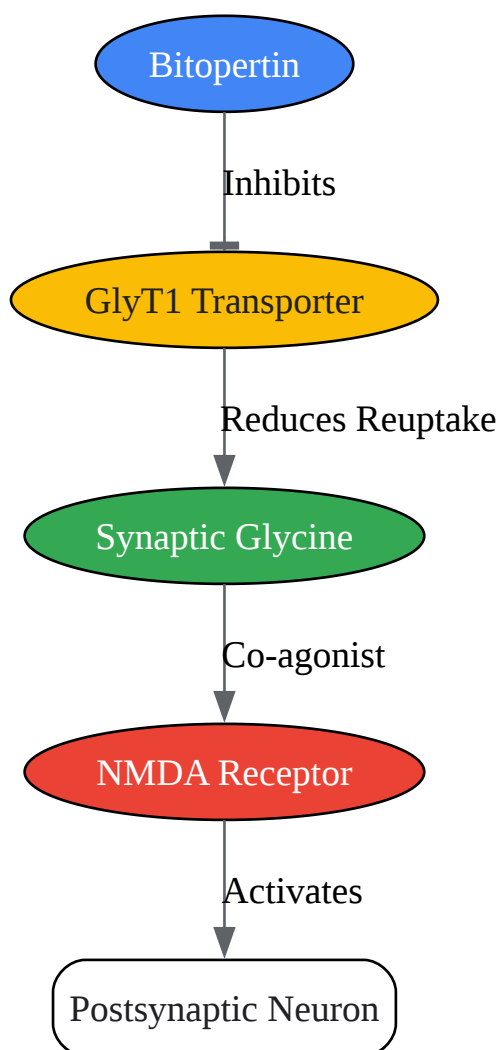 Bitopertin
Inhibits
GlyT1 Transporter
Reduces Reuptake
Synaptic Glycine
Co-agonist
NMDA Receptor
Activates
Postsynaptic Neuron